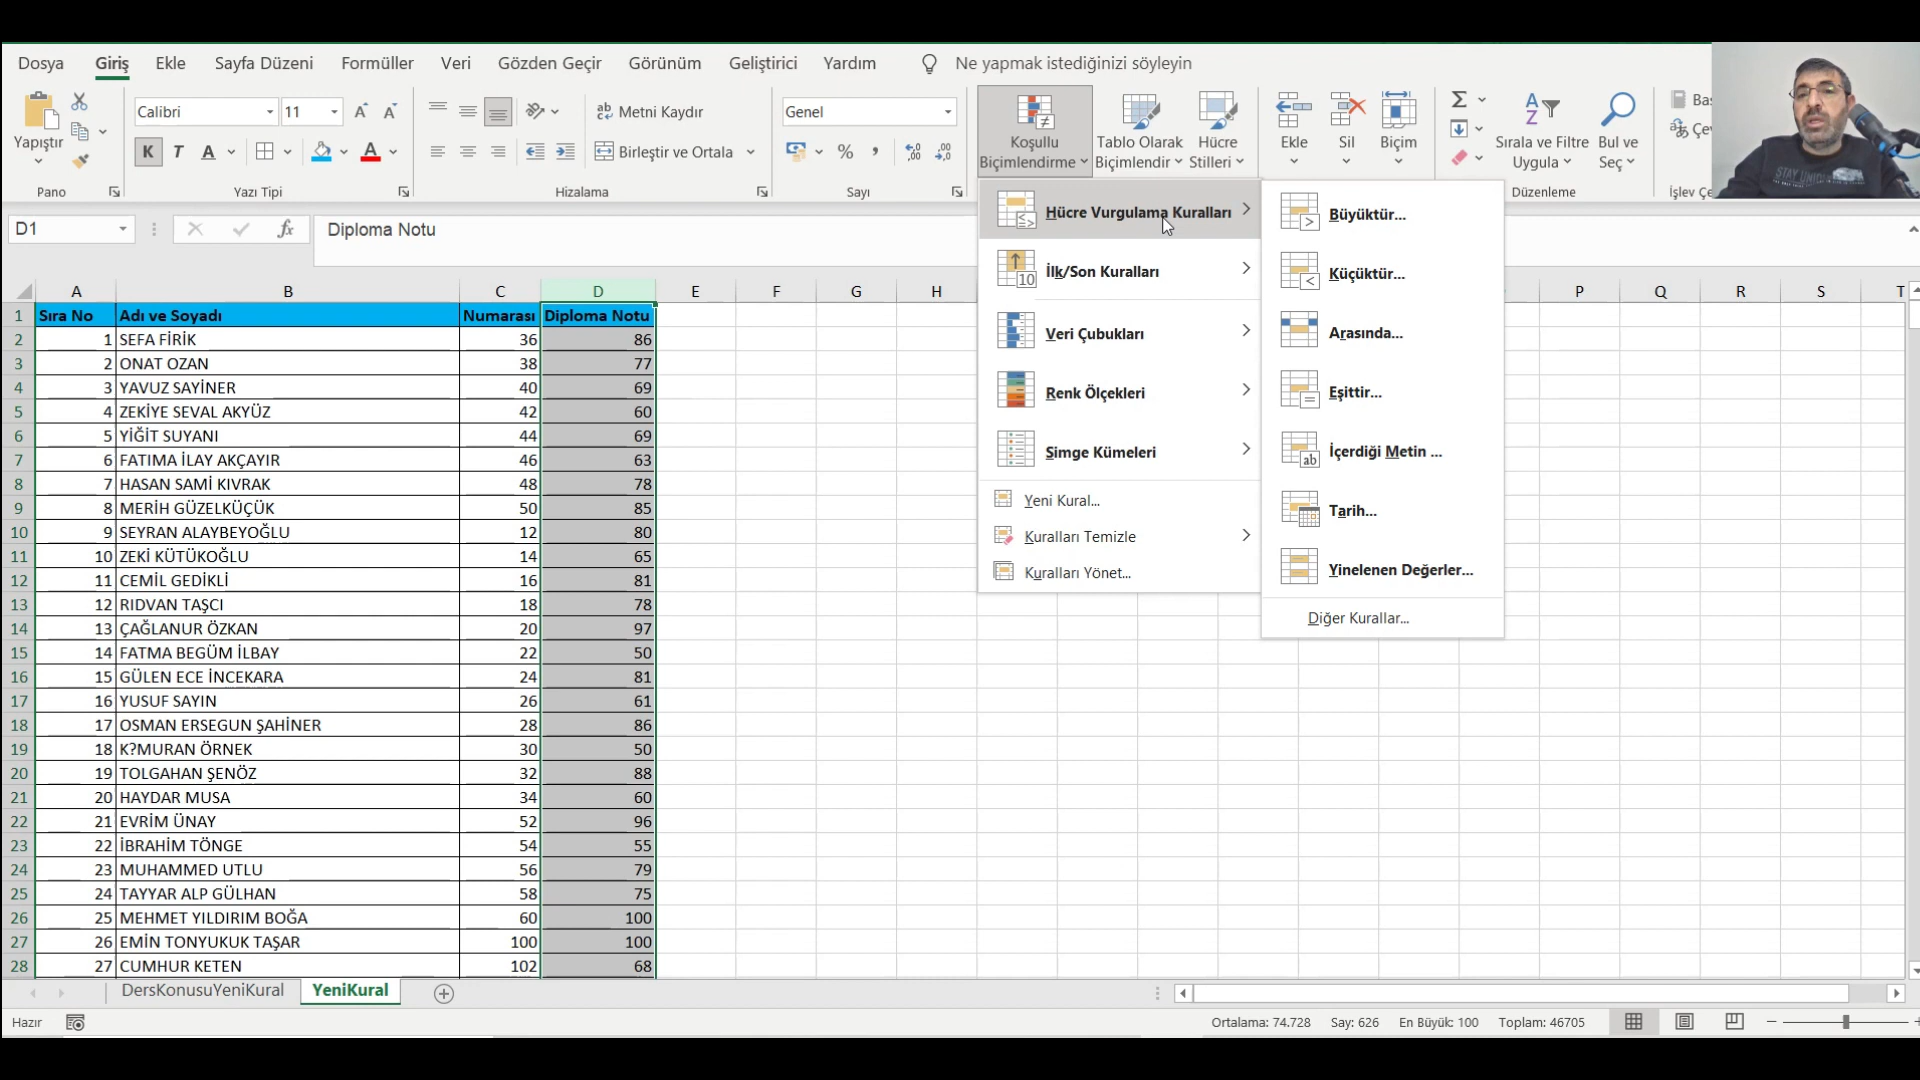 Dosya Giriş Ekle Sayfa Düzeni Formüller Veri Gözden Geçir Görünüm Geliştirici Yardım Ne yapmak istediğinizi söyleyin
Yapıştır
Pano
Calibri 11
K T A A
Yazı Tipi
Metni Kaydır
Birleştir ve Ortala
Hizalama
Genel
Sayı
Koşullu Biçimlendirme
Tablo Olarak Biçimlendir
Hücre Stilleri
Ekle
Sil
Biçim
Sırala ve Filtre Uygula
Bul ve Seç
Düzenleme
D1
fx
Diploma Notu
Hücre Vurgulama Kuralları
İlk/Son Kuralları
Veri Çubukları
Renk Ölçekleri
Simge Kümeleri
Yeni Kural...
Kuralları Temizle
Kuralları Yönet...
Büyüktür...
Küçüktür...
Arasında...
Eşittir...
İçerdiği Metin ...
Tarih...
Yinelenen Değerler...
Diğer Kurallar...
A B C D E F G H P Q R S T
1 Sıra No Adı ve Soyadı Numarası Diploma Notu
2 1 SEFA FİRİK 36 86
3 2 ONAT OZAN 38 77
4 3 YAVUZ SAYİNER 40 69
5 4 ZEKİYE SEVAL AKYÜZ 42 60
6 5 YİĞİT SUYANI 44 69
7 6 FATIMA İLAY AKÇAYIR 46 63
8 7 HASAN SAMİ KIVRAK 48 78
9 8 MERİH GÜZELKÜÇÜK 50 85
10 9 SEYRAN ALAYBEYOĞLU 12 80
11 10 ZEKİ KÜTÜKOĞLU 14 65
12 11 CEMİL GEDİKLİ 16 81
13 12 RIDVAN TAŞCI 18 78
14 13 ÇAĞLANUR ÖZKAN 20 97
15 14 FATMA BEGÜM İLBAY 22 50
16 15 GÜLEN ECE İNCEKARA 24 81
17 16 YUSUF SAYIN 26 61
18 17 OSMAN ERSEGUN ŞAHİNER 28 86
19 18 K?MURAN ÖRNEK 30 50
20 19 TOLGAHAN ŞENÖZ 32 88
21 20 HAYDAR MUSA 34 60
22 21 EVRİM ÜNAY 52 96
23 22 İBRAHİM TÖNGE 54 55
24 23 MUHAMMED UTLU 56 79
25 24 TAYYAR ALP GÜLHAN 58 75
26 25 MEHMET YILDIRIM BOĞA 60 100
27 26 EMİN TONYUKUK TAŞAR 100 100
28 27 CUMHUR KETEN 102 68
DersKonusuYeniKural YeniKural
Hazır Ortalama: 74.728 Say: 626 En Büyük: 100 Toplam: 46705